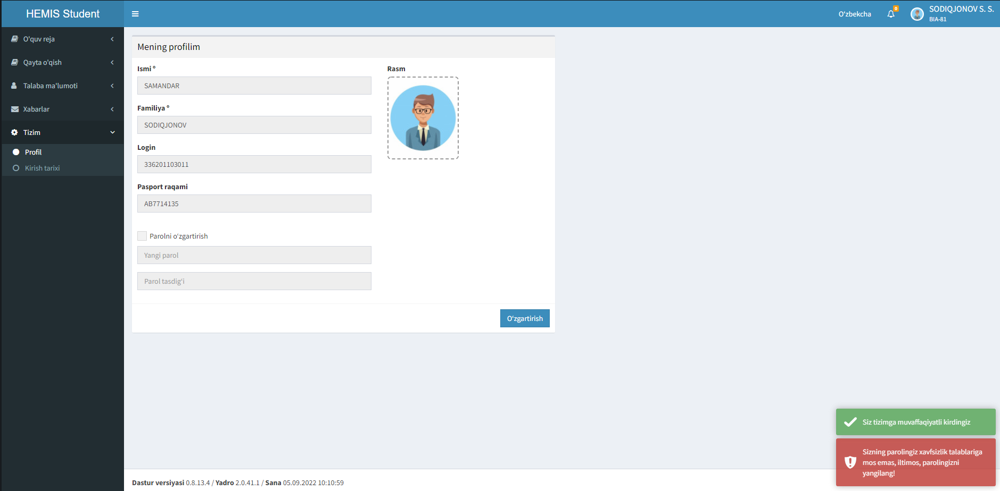 HEMIS Student
O‘zbekcha
0
SODIQJONOV S. S.
BIA-81
O'quv reja
Qayta o'qish
Talaba ma'lumoti
Xabarlar
Tizim
Profil
Kirish tarixi
Mening profilim
Ismi º
SAMANDAR
Familiya º
SODIQJONOV
Login
336201103011
Pasport raqami
AB7714135
Parolni o‘zgartirish
Yangi parol
Parol tasdig‘i
Rasm
O‘zgartirish
Siz tizimga muvaffaqiyatli kirdingiz
Sizning parolingiz xavfsizlik talablariga
mos emas, iltimos, parolingizni
yangilang!
Dastur versiyasi 0.8.13.4 / Yadro 2.0.41.1 / Sana 05.09.2022 10:10:59